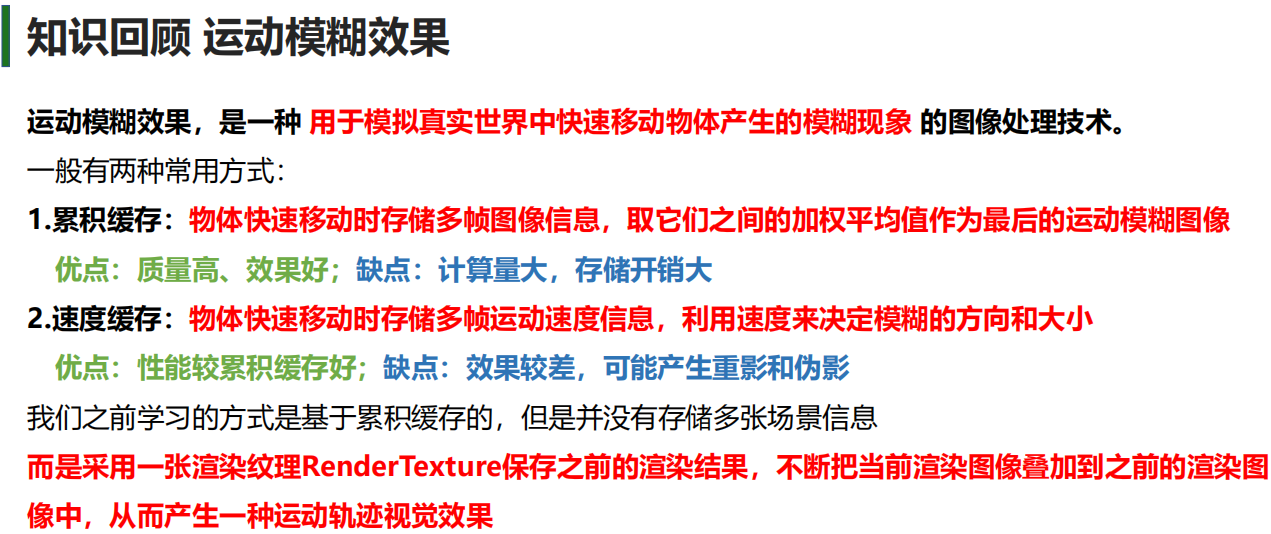 知识回顾 运动模糊效果
运动模糊效果，是一种 用于模拟真实世界中快速移动物体产生的模糊现象 的图像处理技术。
一般有两种常用方式：
1.累积缓存：物体快速移动时存储多帧图像信息，取它们之间的加权平均值作为最后的运动模糊图像
优点：质量高、效果好；缺点：计算量大，存储开销大
2.速度缓存：物体快速移动时存储多帧运动速度信息，利用速度来决定模糊的方向和大小
优点：性能较累积缓存好；缺点：效果较差，可能产生重影和伪影
我们之前学习的方式是基于累积缓存的，但是并没有存储多张场景信息
而是采用一张渲染纹理RenderTexture保存之前的渲染结果，不断把当前渲染图像叠加到之前的渲染图
像中，从而产生一种运动轨迹视觉效果